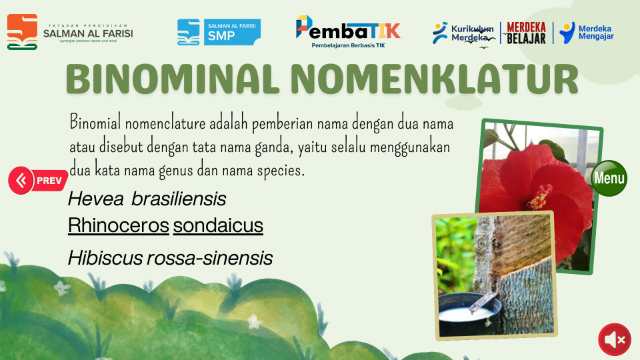 YAYASAN PENDIDIKAN
SALMAN AL FARISI
SALMAN AL FARISI
SMP
PembaTIK
Pembelajaran Berbasis TIK
Kurikulum
Merdeka
MERDEKA
BELAJAR
Merdeka
Mengajar
BINOMINAL NOMENKLATUR
Binomial nomenclature adalah pemberian nama dengan dua nama
atau disebut dengan tata nama ganda, yaitu selalu menggunakan
dua kata nama genus dan nama species.
PREV
Menu
Hevea brasiliensis
Rhinoceros sondaicus
Hibiscus rossa-sinensis